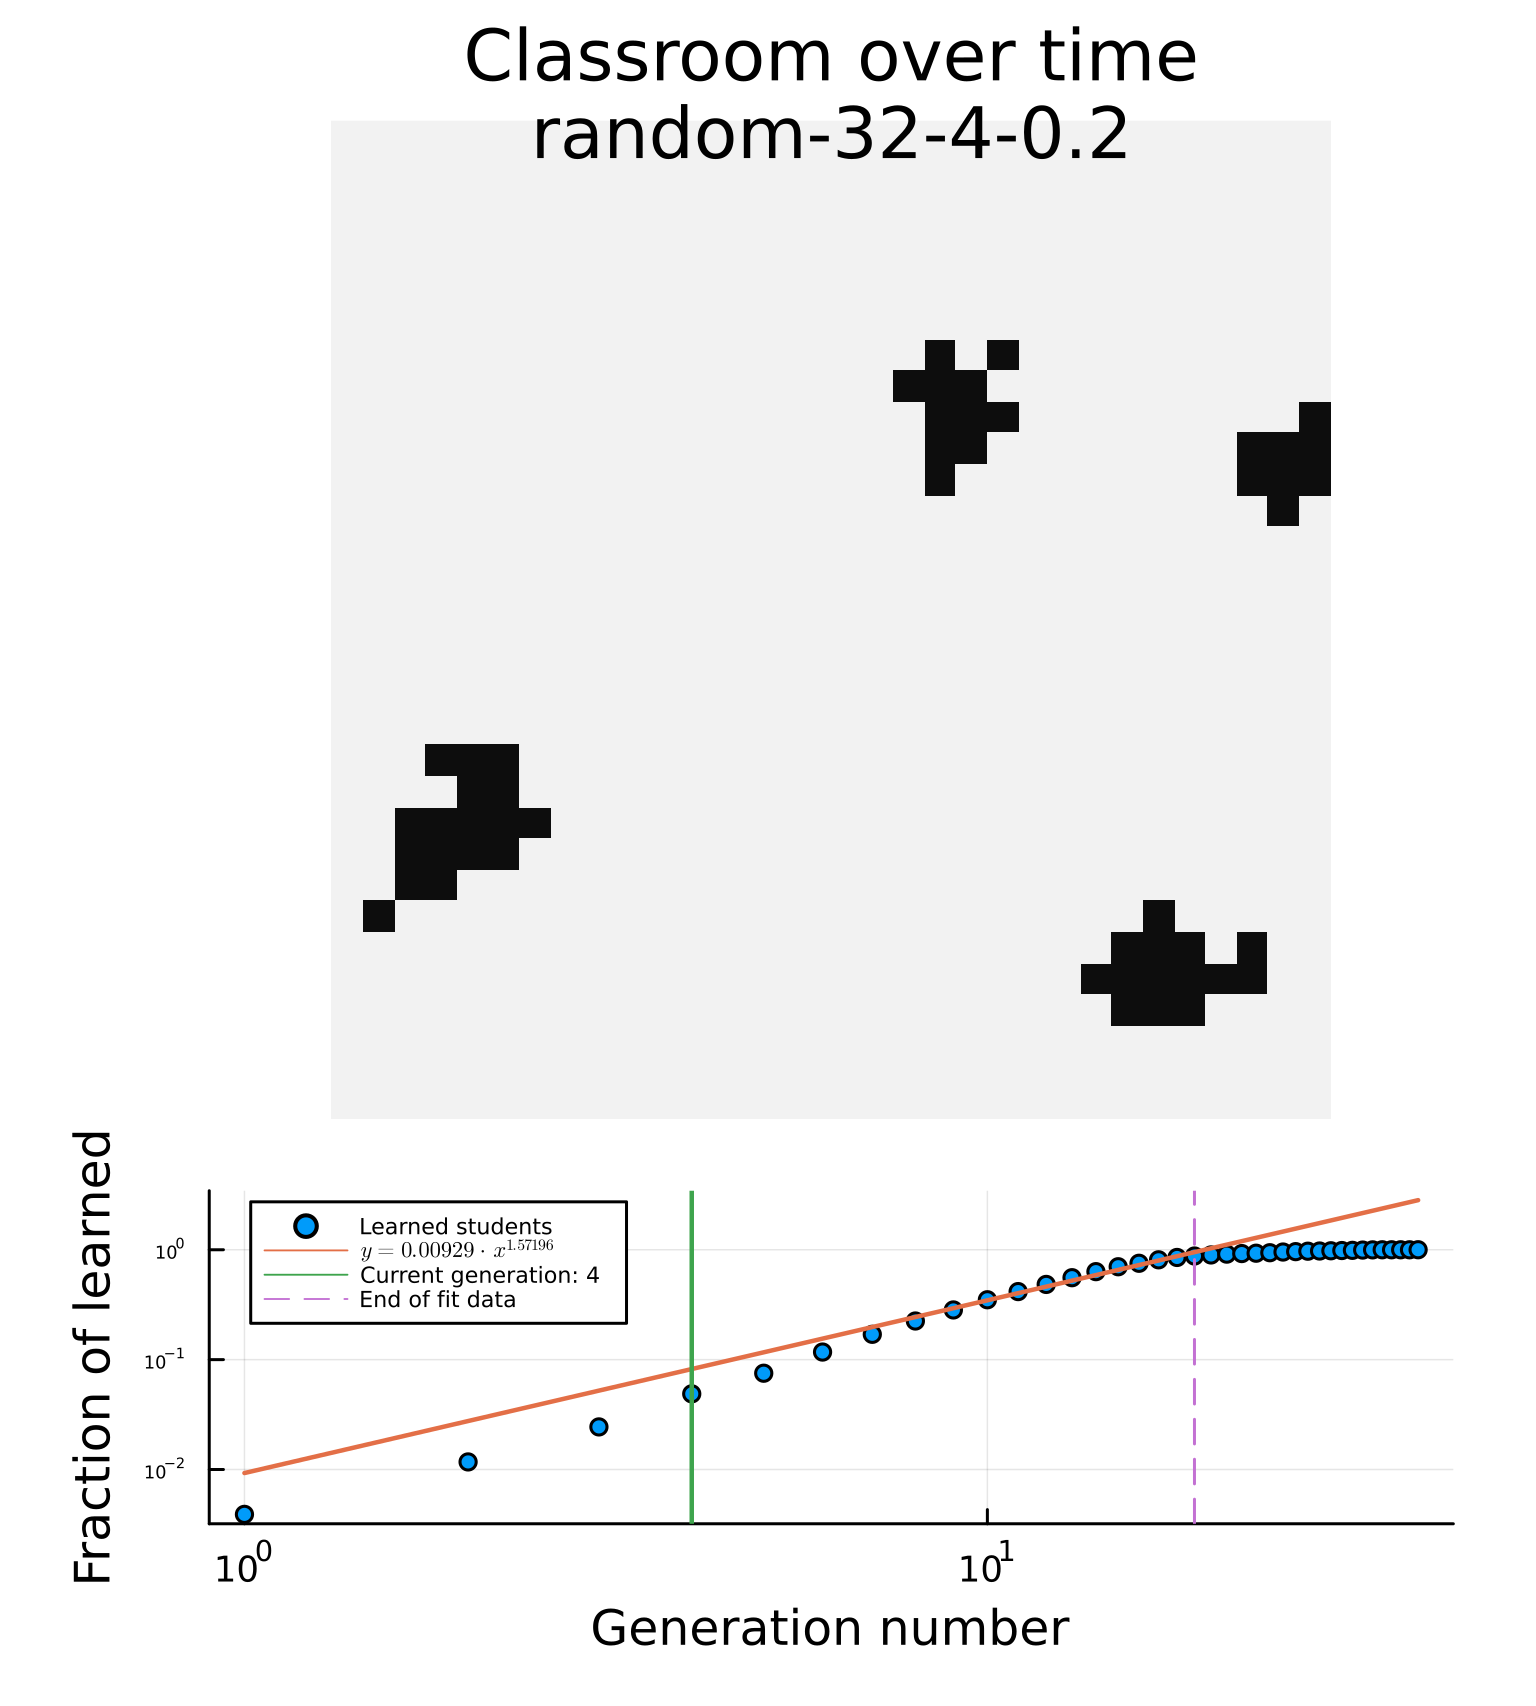 Classroom over time
random-32-4-0.2
Fraction of learned
Learned students
y = 0.00929 · x^1.57196
Current generation: 4
End of fit data
10^0
10^-1
10^-2
10^0
10^1
Generation number